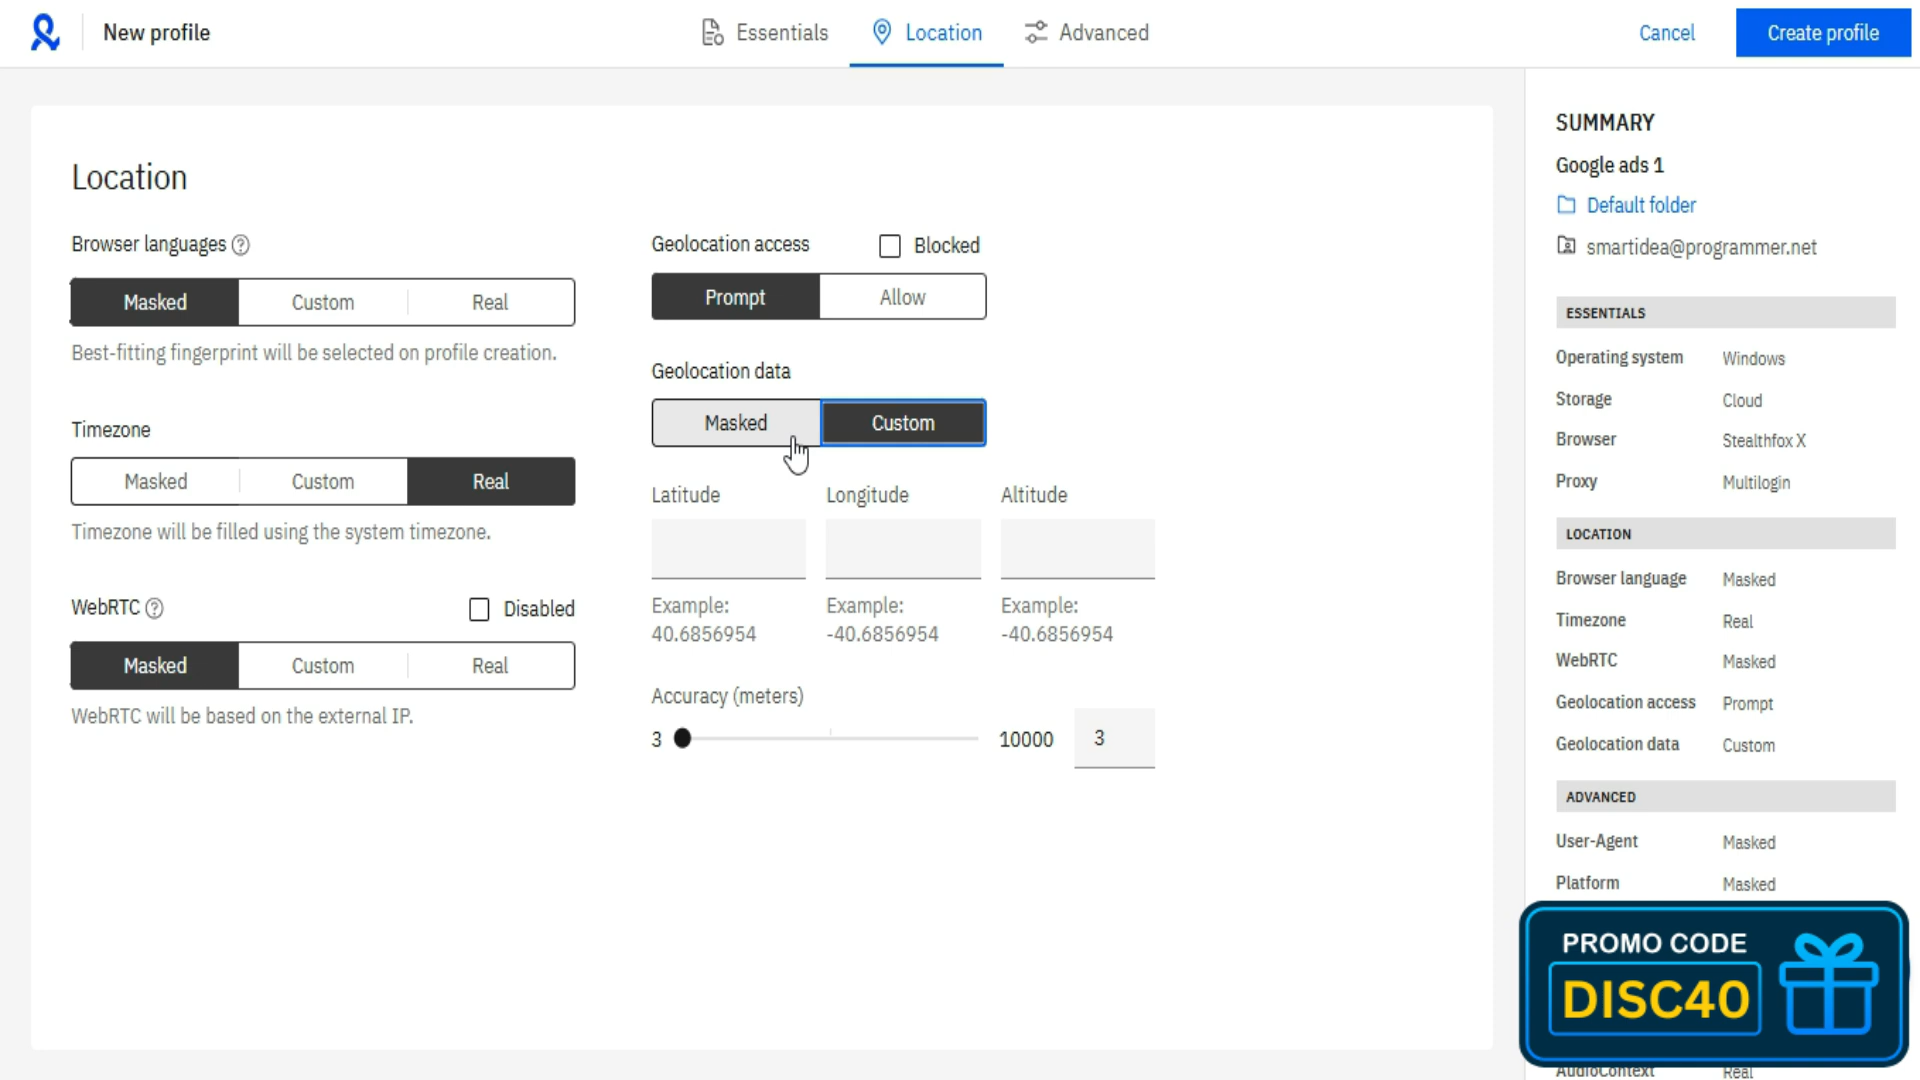 New profile
Essentials
Location
Advanced
Cancel
Create profile
Location
Browser languages
Masked
Custom
Real
Best-fitting fingerprint will be selected on profile creation.
Timezone
Masked
Custom
Real
Timezone will be filled using the system timezone.
WebRTC
Disabled
Masked
Custom
Real
WebRTC will be based on the external IP.
Geolocation access
Blocked
Prompt
Allow
Geolocation data
Masked
Custom
Latitude
Longitude
Altitude
Example:
40.6856954
Example:
-40.6856954
Example:
-40.6856954
Accuracy (meters)
3
10000
3
SUMMARY
Google ads 1
Default folder
smartidea@programmer.net
ESSENTIALS
Operating system Windows
Storage Cloud
Browser Stealthfox X
Proxy Multilogin
LOCATION
Browser language Masked
Timezone Real
WebRTC Masked
Geolocation access Prompt
Geolocation data Custom
ADVANCED
User-Agent Masked
Platform Masked
PROMO CODE
DISC40
AudioContext Real